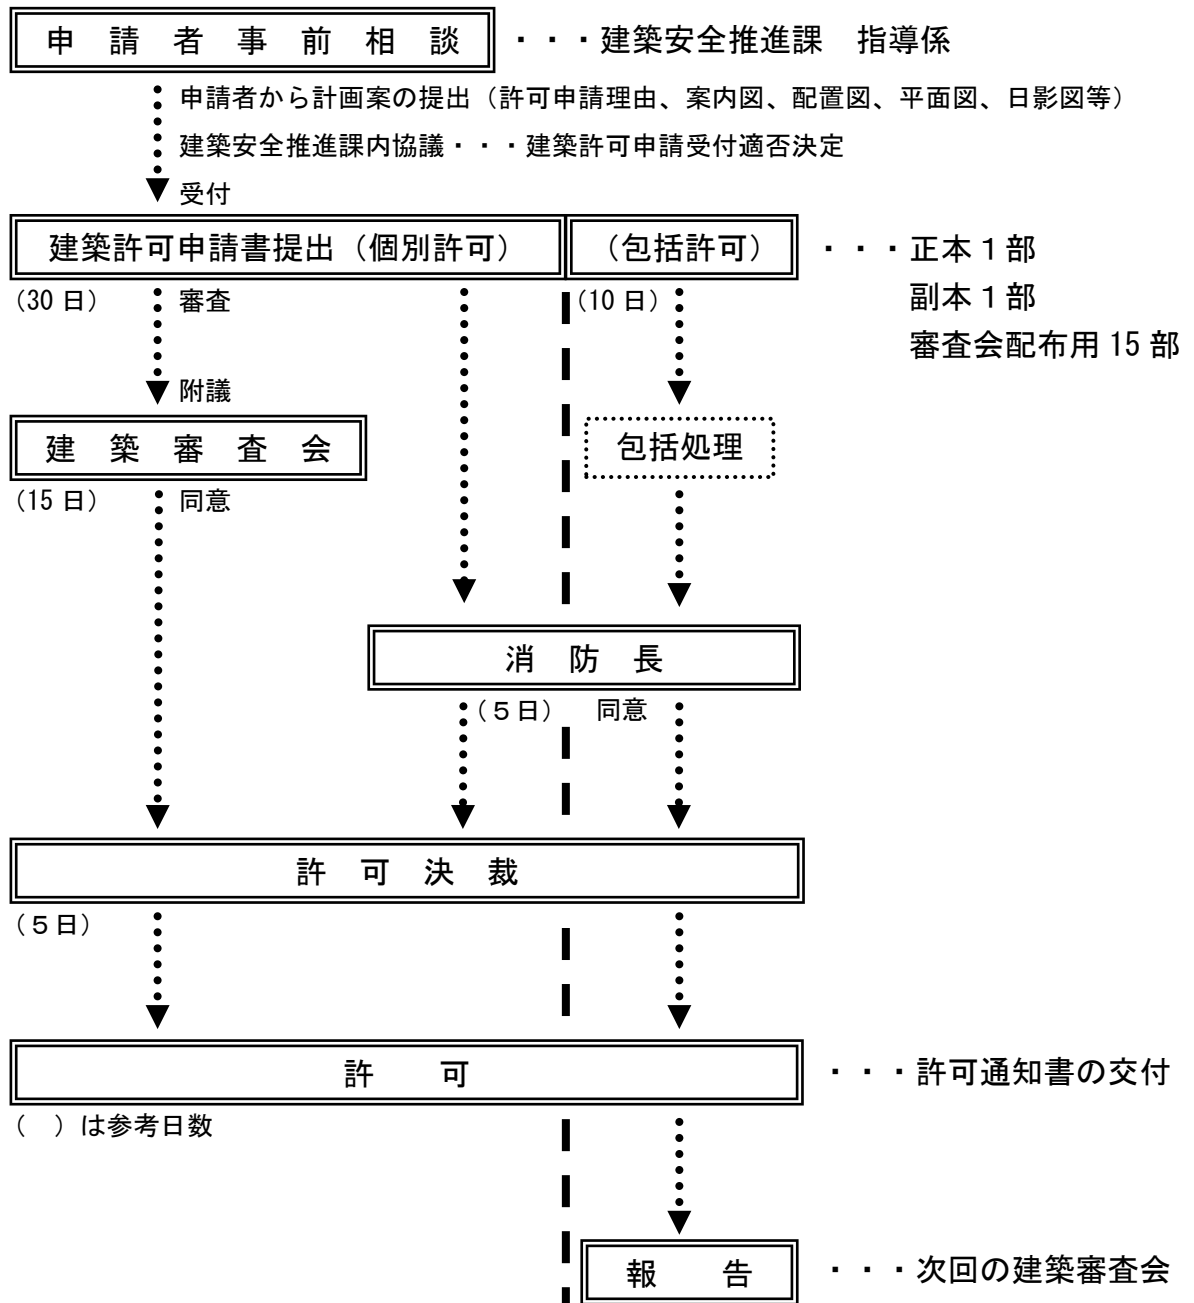 申請者事前相談 ・・・建築安全推進課　指導係
申請者から計画案の提出（許可申請理由、案内図、配置図、平面図、日影図等）
建築安全推進課内協議・・・建築許可申請受付適否決定
受付
建築許可申請書提出（個別許可） （包括許可） ・・・正本１部
（30日） 審査 （10日） 副本１部
審査会配布用15部
附議
建築審査会 包括処理
（15日） 同意
消防長
（５日） 同意
許可決裁
（５日）
許可 ・・・許可通知書の交付
（　）は参考日数
報告 ・・・次回の建築審査会